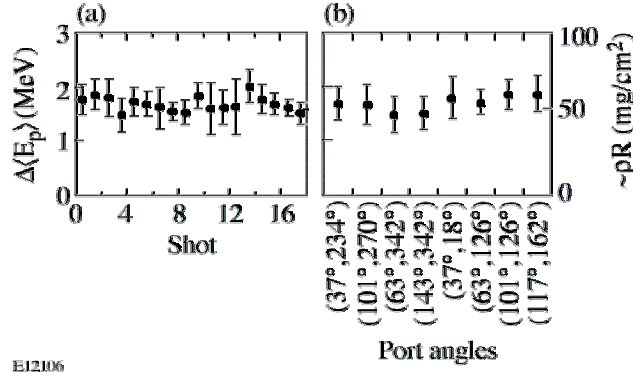 (a)
(b)
Δ⟨Ep⟩ (MeV)
3
2
1
0
0
4
8
12
16
Shot
100
50
0
~ρR (mg/cm²)
(37°,234°)
(101°,270°)
(63°,342°)
(143°,342°)
(37°,18°)
(63°,126°)
(101°,126°)
(117°,162°)
Port angles
E12106